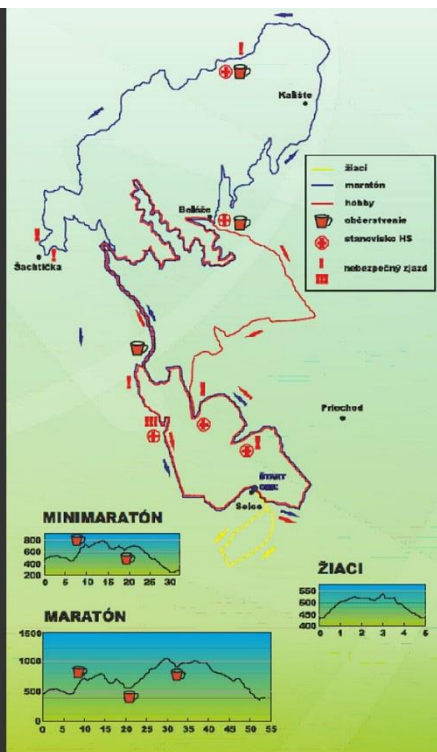 Kalište
žiaci
maratón
hobby
občerstvenie
stanovisko HS
! nebezpečný zjazd
!!!
Baláže
Šachtička
Priechod
ŠTART
Selce
MINIMARATÓN
800
600
400
200
0 5 10 15 20 25 30
ŽIACI
550
500
450
400
0 1 2 3 4 5
MARATÓN
1500
1000
500
0
0 5 10 15 20 25 30 35 40 45 50 55